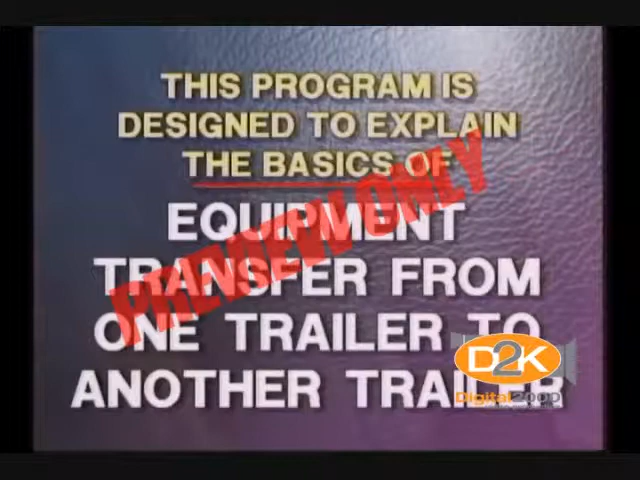 THIS PROGRAM IS
DESIGNED TO EXPLAIN
THE BASICS OF
EQUIPMENT
TRANSFER FROM
ONE TRAILER TO
ANOTHER TRAILER
PREVIEW ONLY
D2K
Digital2000